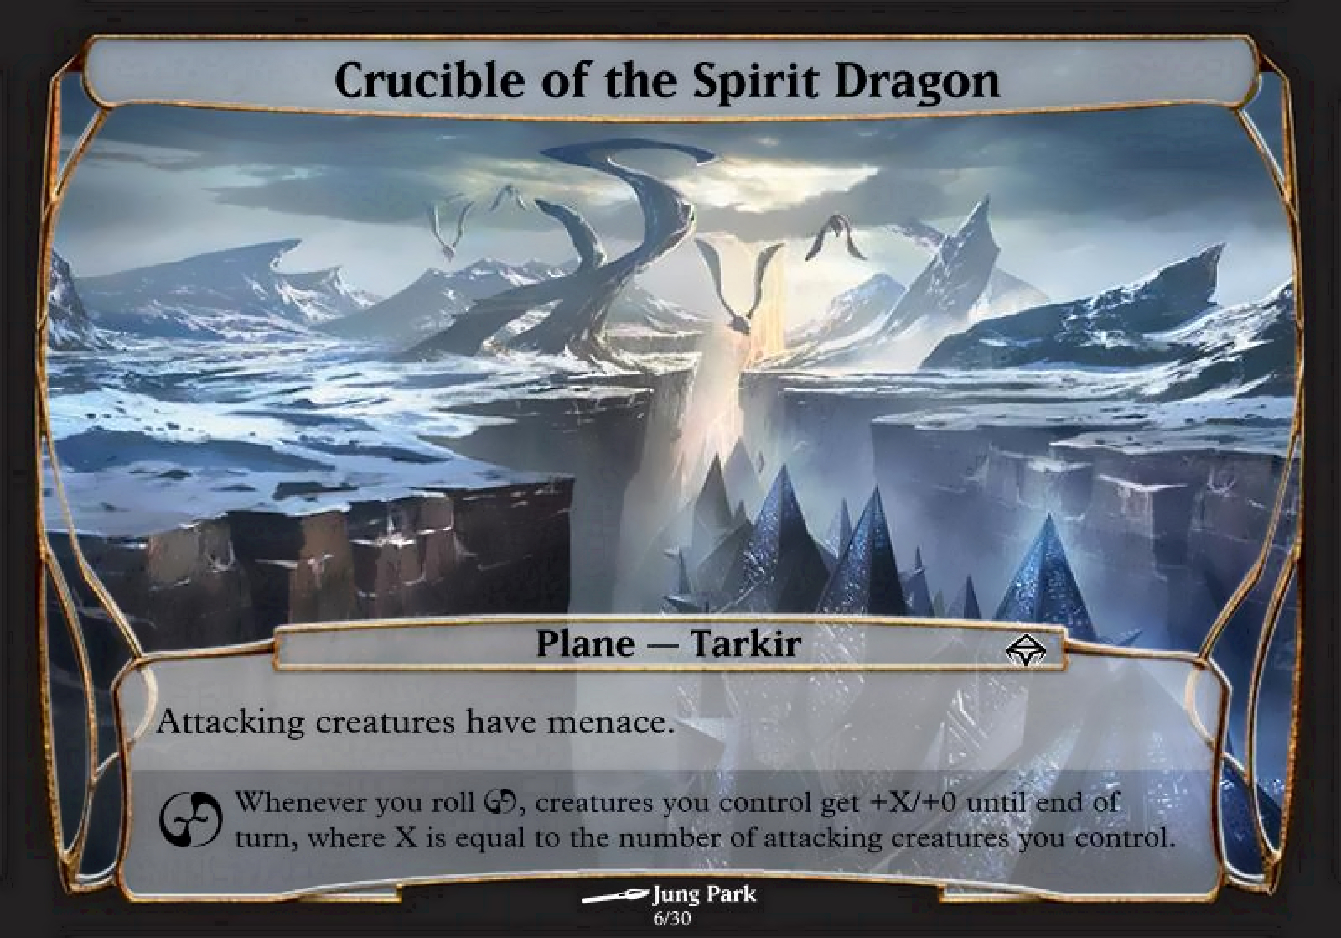 Crucible of the Spirit Dragon
Plane — Tarkir
Attacking creatures have menace.
Whenever you roll , creatures you control get +X/+0 until end of
turn, where X is equal to the number of attacking creatures you control.
Jung Park
6/30